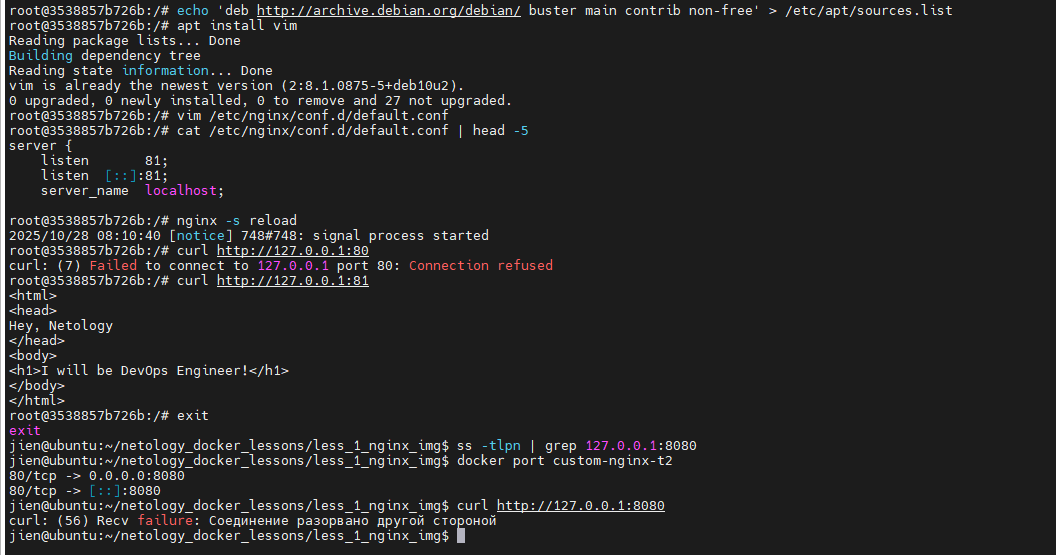 root@3538857b726b:/# echo 'deb http://archive.debian.org/debian/ buster main contrib non-free' > /etc/apt/sources.list
root@3538857b726b:/# apt install vim
Reading package lists... Done
Building dependency tree
Reading state information... Done
vim is already the newest version (2:8.1.0875-5+deb10u2).
0 upgraded, 0 newly installed, 0 to remove and 27 not upgraded.
root@3538857b726b:/# vim /etc/nginx/conf.d/default.conf
root@3538857b726b:/# cat /etc/nginx/conf.d/default.conf | head -5
server {
    listen       81;
    listen  [::]:81;
    server_name  localhost;

root@3538857b726b:/# nginx -s reload
2025/10/28 08:10:40 [notice] 748#748: signal process started
root@3538857b726b:/# curl http://127.0.0.1:80
curl: (7) Failed to connect to 127.0.0.1 port 80: Connection refused
root@3538857b726b:/# curl http://127.0.0.1:81
<html>
<head>
Hey, Netology
</head>
<body>
<h1>I will be DevOps Engineer!</h1>
</body>
</html>
root@3538857b726b:/# exit
exit
jien@ubuntu:~/netology_docker_lessons/less_1_nginx_img$ ss -tlpn | grep 127.0.0.1:8080
jien@ubuntu:~/netology_docker_lessons/less_1_nginx_img$ docker port custom-nginx-t2
80/tcp -> 0.0.0.0:8080
80/tcp -> [::]:8080
jien@ubuntu:~/netology_docker_lessons/less_1_nginx_img$ curl http://127.0.0.1:8080
curl: (56) Recv failure: Соединение разорвано другой стороной
jien@ubuntu:~/netology_docker_lessons/less_1_nginx_img$